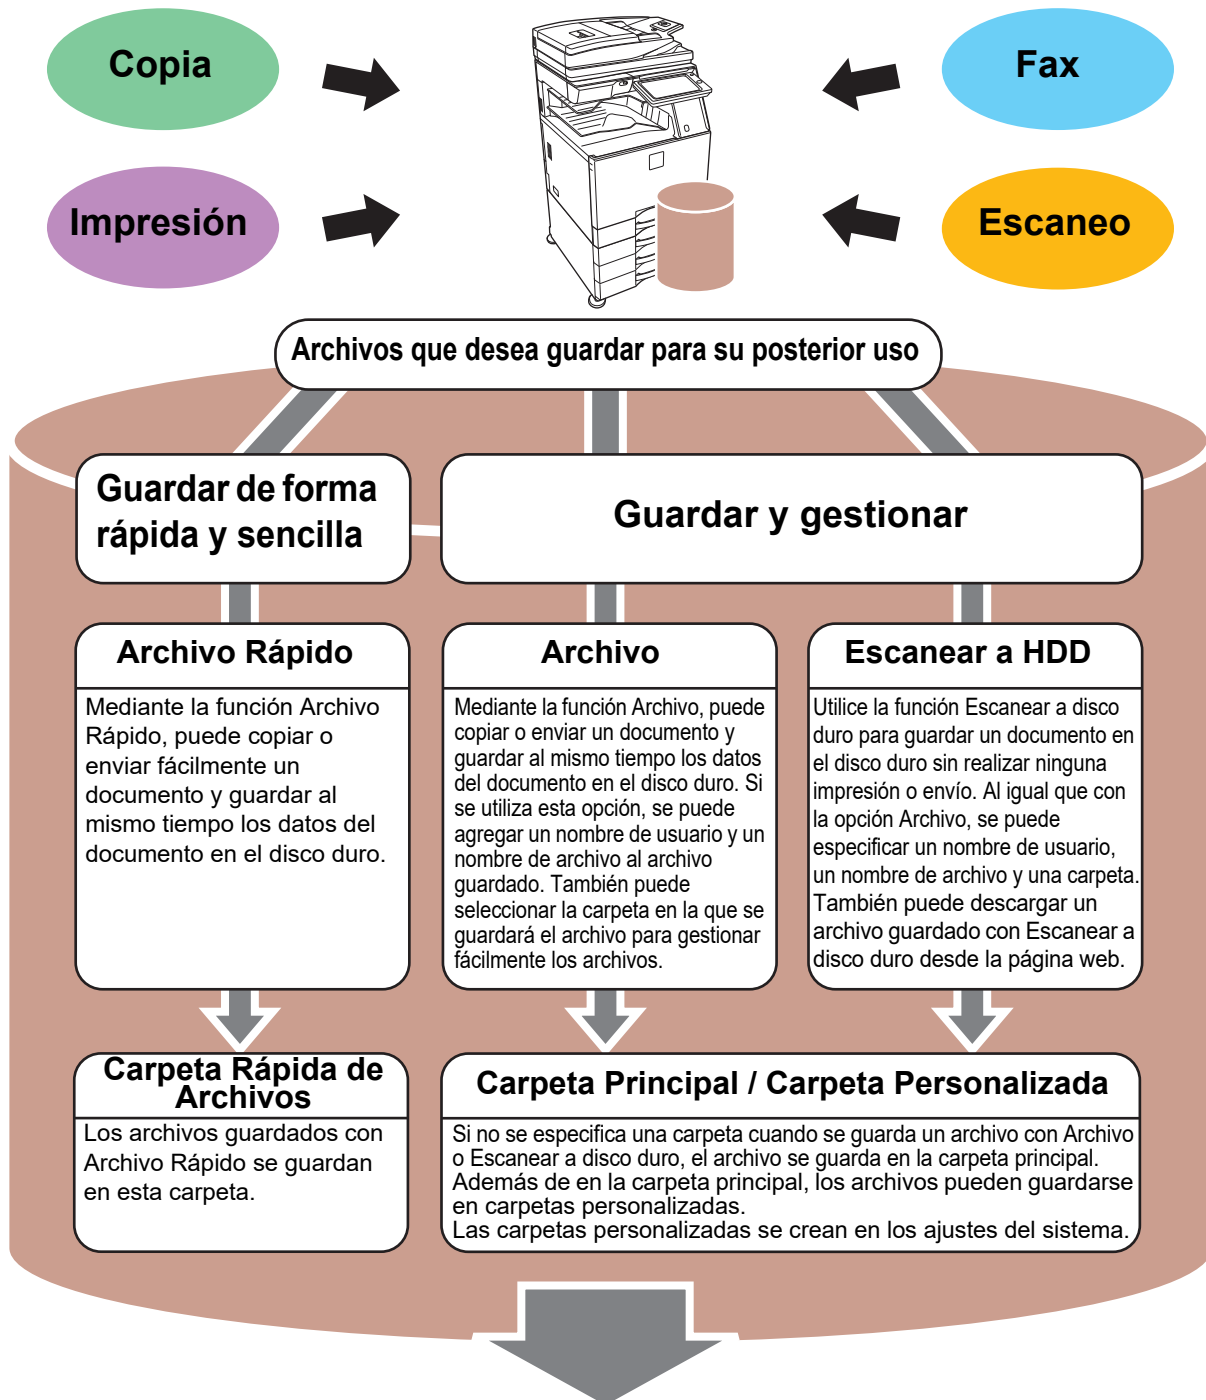 Copia
Fax
Impresión
Escaneo
Archivos que desea guardar para su posterior uso
Guardar de forma
rápida y sencilla
Guardar y gestionar
Archivo Rápido
Mediante la función Archivo
Rápido, puede copiar o
enviar fácilmente un
documento y guardar al
mismo tiempo los datos del
documento en el disco duro.
Archivo
Mediante la función Archivo, puede
copiar o enviar un documento y
guardar al mismo tiempo los datos
del documento en el disco duro. Si
se utiliza esta opción, se puede
agregar un nombre de usuario y un
nombre de archivo al archivo
guardado. También puede
seleccionar la carpeta en la que se
guardará el archivo para gestionar
fácilmente los archivos.
Escanear a HDD
Utilice la función Escanear a disco
duro para guardar un documento en
el disco duro sin realizar ninguna
impresión o envío. Al igual que con
la opción Archivo, se puede
especificar un nombre de usuario,
un nombre de archivo y una carpeta.
También puede descargar un
archivo guardado con Escanear a
disco duro desde la página web.
Carpeta Rápida de
Archivos
Los archivos guardados con
Archivo Rápido se guardan
en esta carpeta.
Carpeta Principal / Carpeta Personalizada
Si no se especifica una carpeta cuando se guarda un archivo con Archivo
o Escanear a disco duro, el archivo se guarda en la carpeta principal.
Además de en la carpeta principal, los archivos pueden guardarse
en carpetas personalizadas.
Las carpetas personalizadas se crean en los ajustes del sistema.